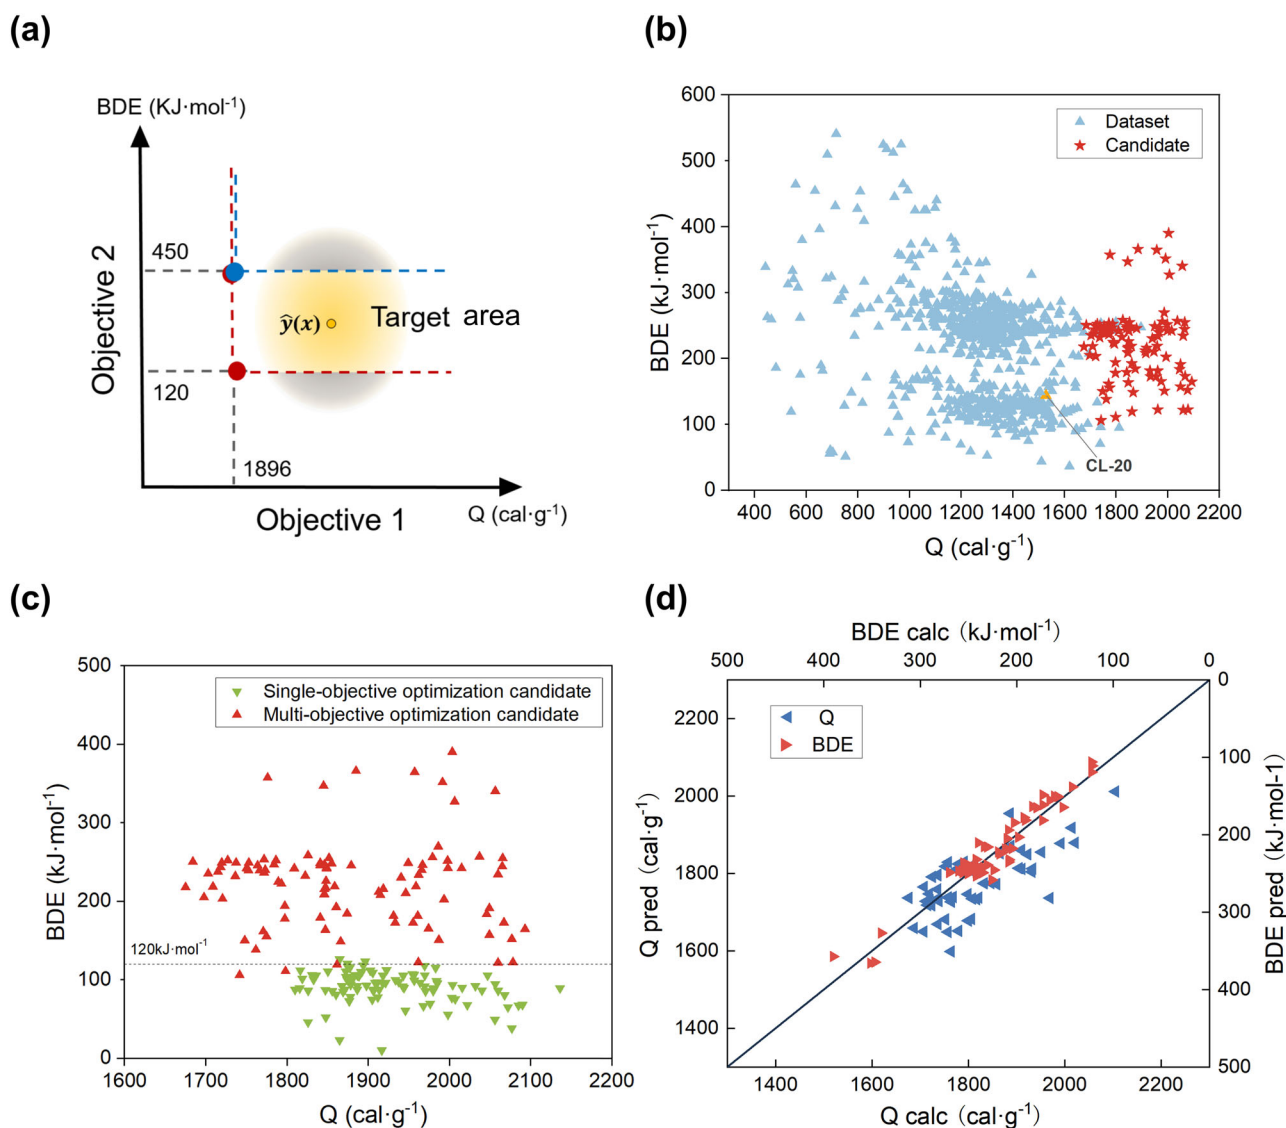 (a)
BDE (KJ·mol⁻¹)
Objective 2
450
120
ŷ(x)
Target area
1896
Objective 1
Q (cal·g⁻¹)
(b)
600
500
400
300
200
100
0
BDE (kJ·mol⁻¹)
Dataset
Candidate
CL-20
400 600 800 1000 1200 1400 1600 1800 2000 2200
Q (cal·g⁻¹)
(c)
500
400
300
200
100
0
BDE (kJ·mol⁻¹)
Single-objective optimization candidate
Multi-objective optimization candidate
120kJ·mol⁻¹
1600 1700 1800 1900 2000 2100 2200
Q (cal·g⁻¹)
(d)
BDE calc（kJ·mol⁻¹）
500 400 300 200 100 0
Q pred（cal·g⁻¹）
2200
2000
1800
1600
1400
Q
BDE
0
100
200
300
400
500
BDE pred（kJ·mol-1）
1400 1600 1800 2000 2200
Q calc（cal·g⁻¹）